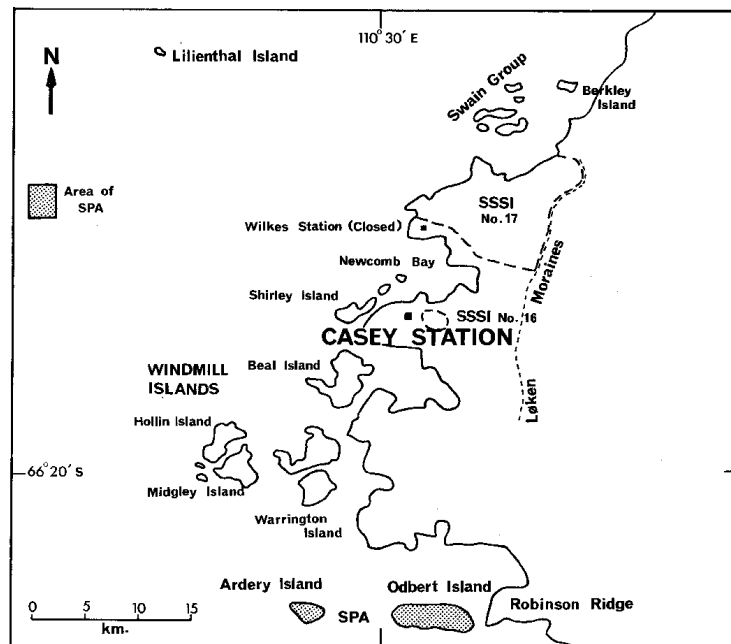 110° 30′ E
N
Lilienthal Island
Swain Group
Berkley
Island
Area of
SPA
SSSI
No. 17
Wilkes Station (Closed)
Moraines
Newcomb Bay
Shirley Island
SSSI No. 16
CASEY STATION
Beal Island
WINDMILL
ISLANDS
Løken
Hollin Island
66° 20′ S
Midgley Island
Warrington
Island
Ardery Island
Odbert Island
0 5 10 15
km.
SPA
Robinson Ridge